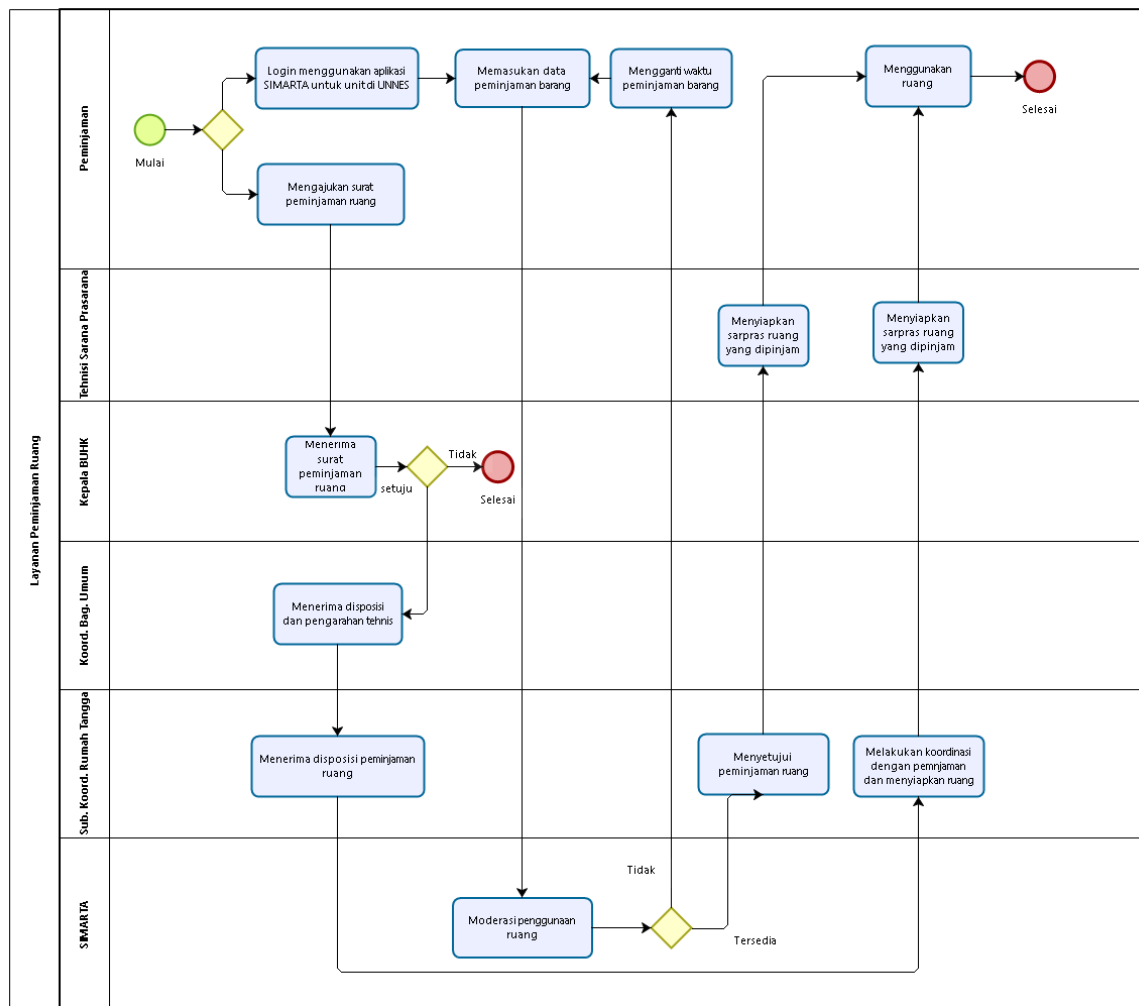 Layanan Peminjaman Ruang
Peminjaman
Mulai
Login menggunakan aplikasi
SIMARTA untuk unit di UNNES
Memasukan data
peminjaman barang
Mengganti waktu
peminjaman barang
Menggunakan
ruang
Selesai
Mengajukan surat
peminjaman ruang
Tehnisi Sarana Prasarana
Menyiapkan
sarpras ruang
yang dipinjam
Menyiapkan
sarpras ruang
yang dipinjam
Kepala BUHK
Menerima
surat
peminjaman
ruang
setuju
Tidak
Selesai
Koord. Bag. Umum
Menerima disposisi
dan pengarahan tehnis
Sub. Koord. Rumah Tangga
Menerima disposisi peminjaman
ruang
Menyetujui
peminjaman ruang
Melakukan koordinasi
dengan pemnjaman
dan menyiapkan ruang
SIMARTA
Moderasi penggunaan
ruang
Tidak
Tersedia